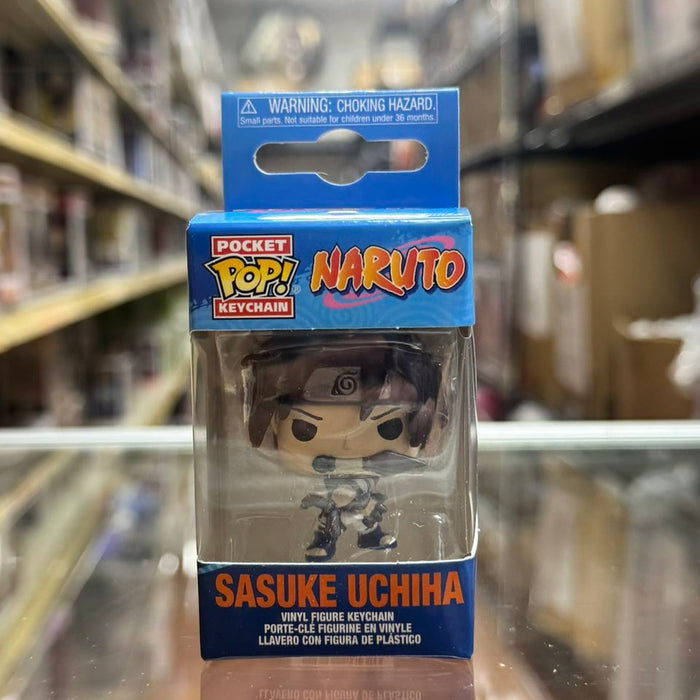 WARNING: CHOKING HAZARD.
Small parts. Not suitable for children under 36 months.
POCKET
POP!®
KEYCHAIN
NARUTO
SASUKE UCHIHA
VINYL FIGURE KEYCHAIN
PORTE-CLÉ FIGURINE EN VINYLE
LLAVERO CON FIGURA DE PLÁSTICO